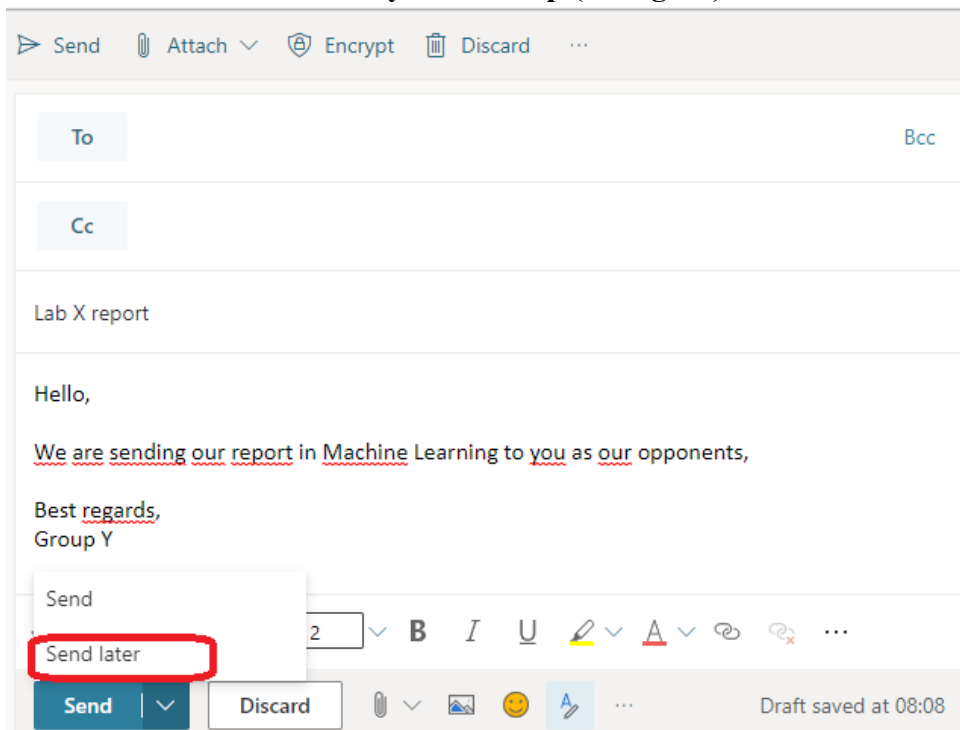 Send Attach Encrypt Discard ...
To Bcc
Cc
Lab X report
Hello,
We are sending our report in Machine Learning to you as our opponents,
Best regards,
Group Y
Send
2 B I U A ...
Send later
Send Discard ... Draft saved at 08:08